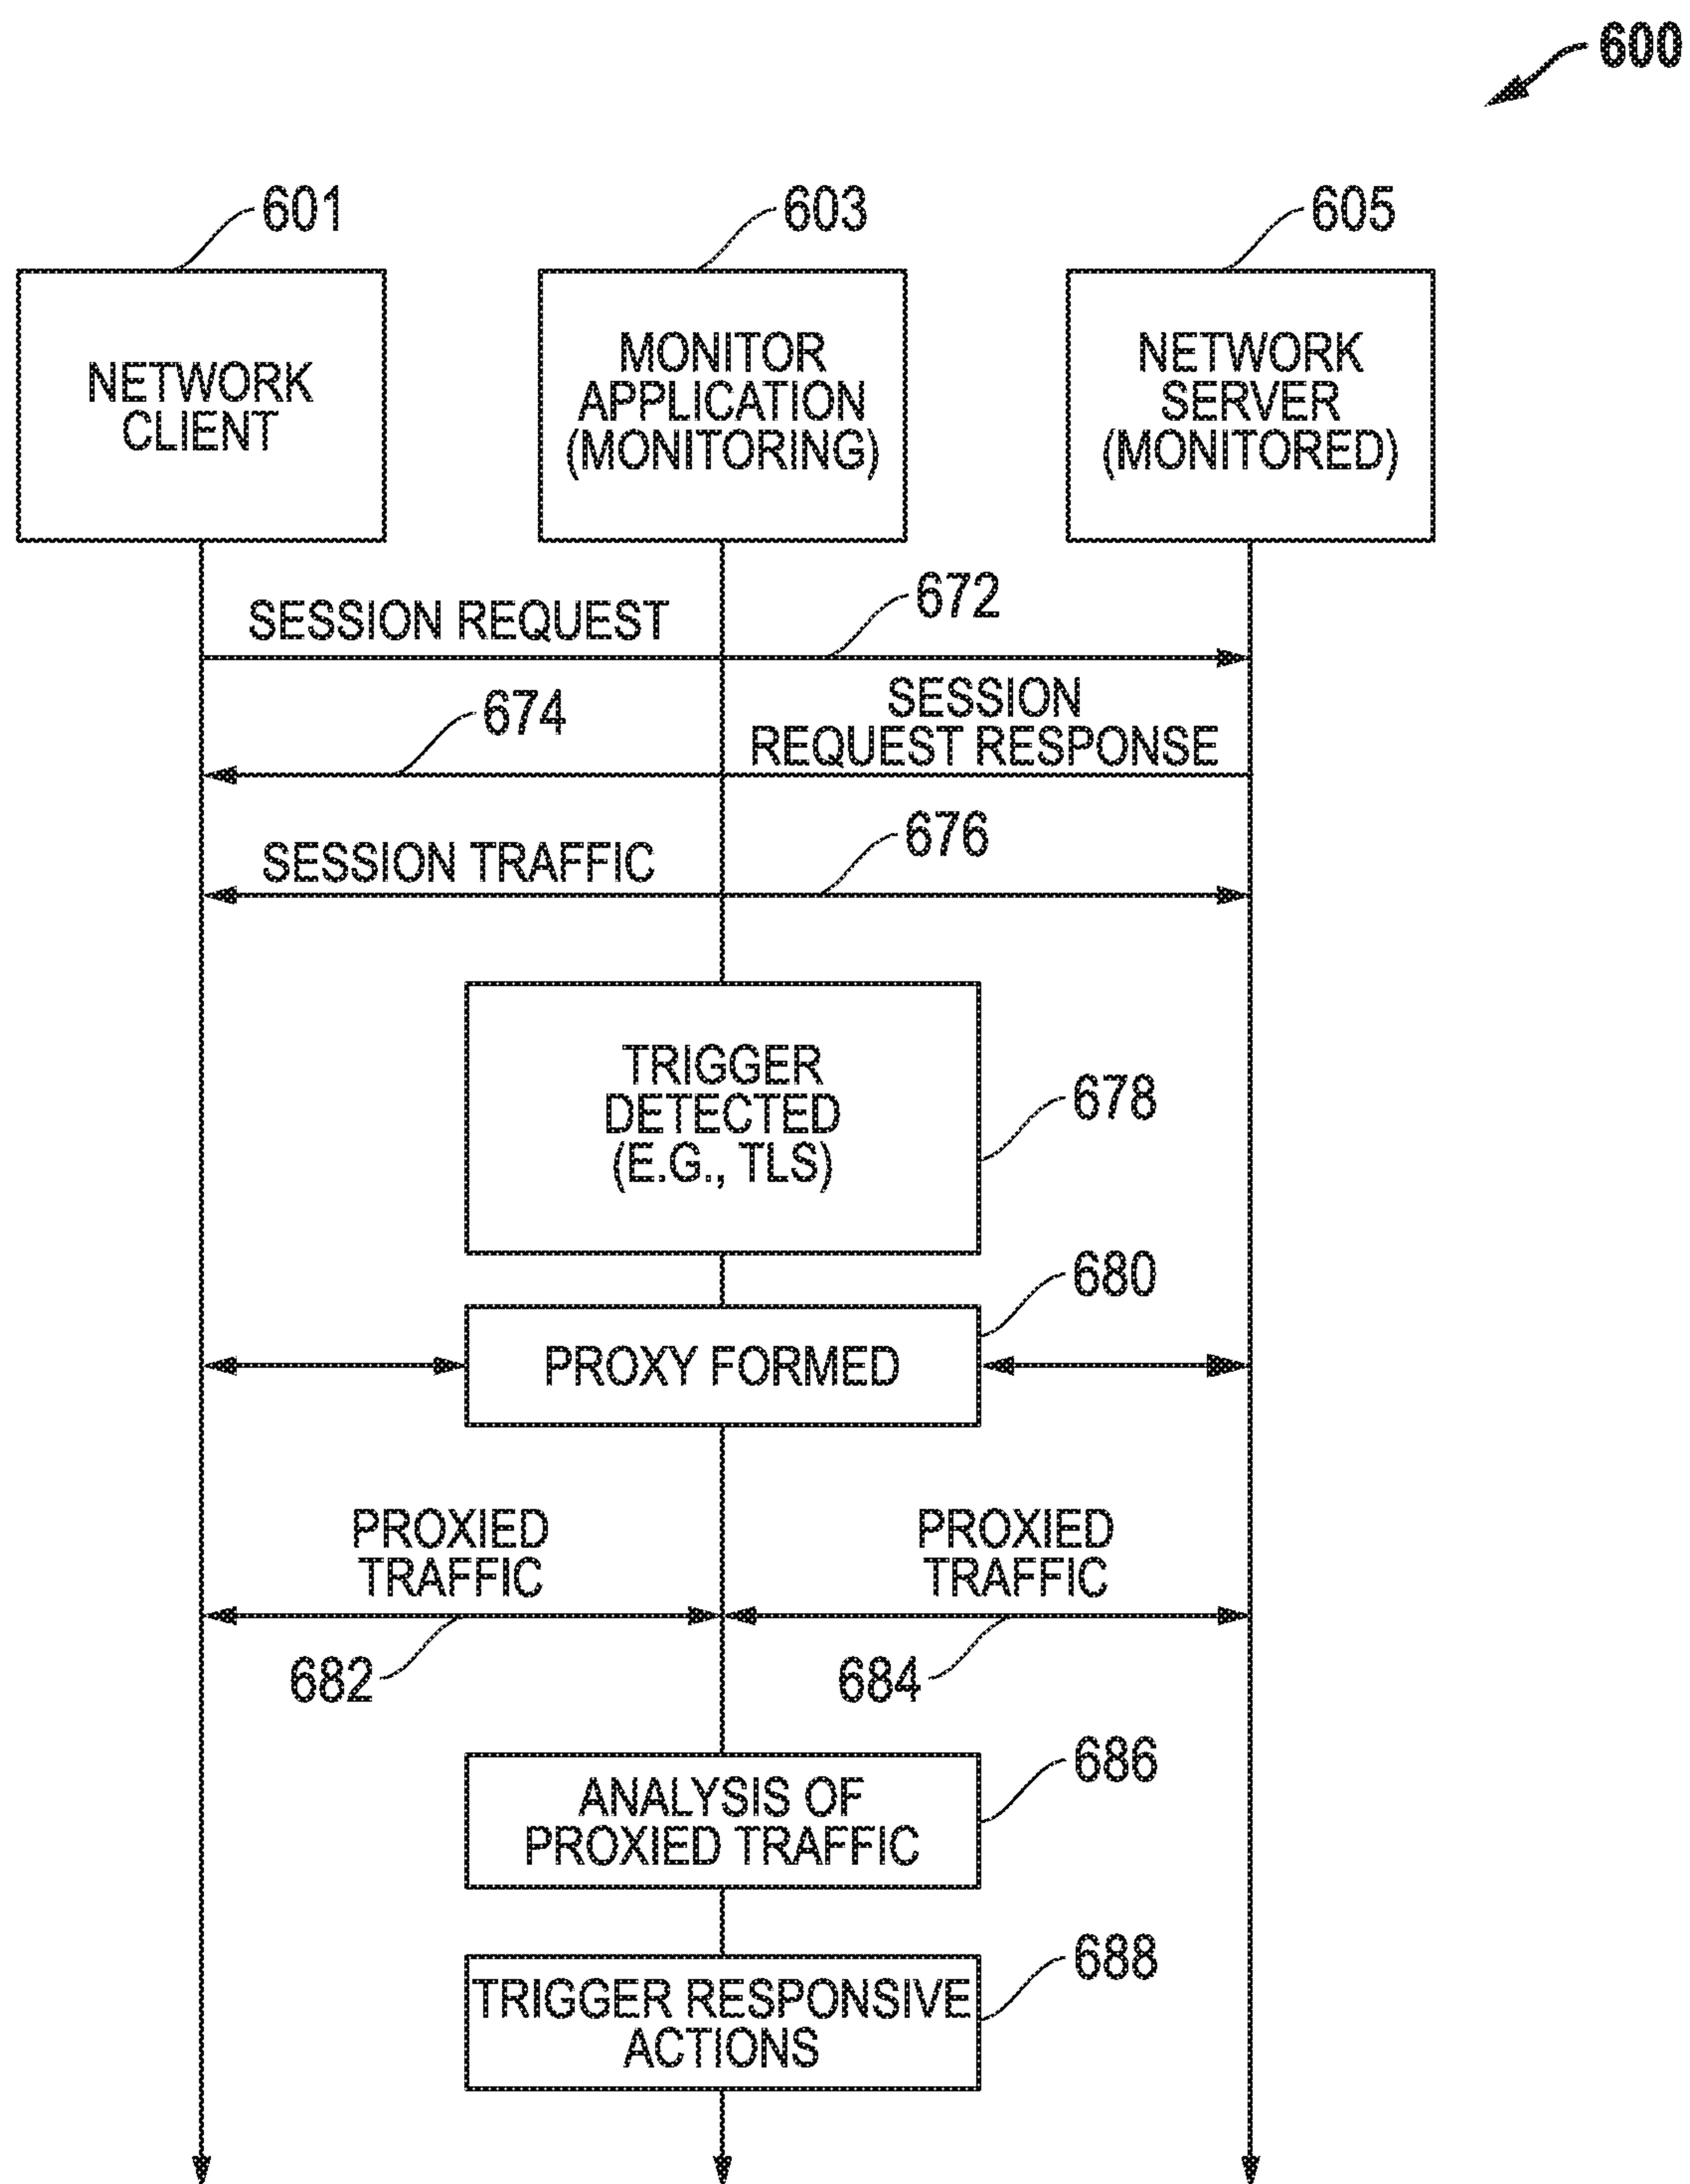 600
601
603
605
NETWORK
CLIENT
MONITOR
APPLICATION
(MONITORING)
NETWORK
SERVER
(MONITORED)
SESSION REQUEST
672
674
SESSION
REQUEST RESPONSE
SESSION TRAFFIC
676
TRIGGER
DETECTED
(E.G., TLS)
678
680
PROXY FORMED
PROXIED
TRAFFIC
PROXIED
TRAFFIC
682
684
686
ANALYSIS OF
PROXIED TRAFFIC
688
TRIGGER RESPONSIVE
ACTIONS